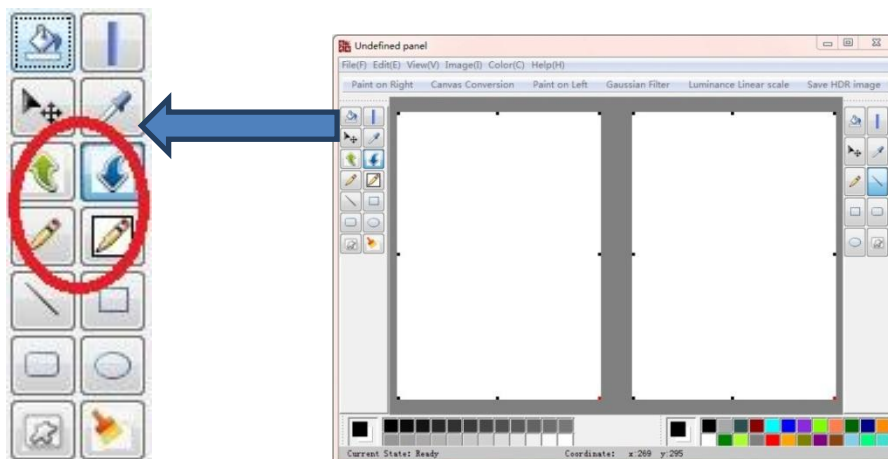 Undefined panel
File(F) Edit(E) View(V) Image(I) Color(C) Help(H)
Paint on Right Canvas Conversion Paint on Left Gaussian Filter Luminance Linear scale Save HDR image
Current State: Ready Coordinate: x:269 y:295